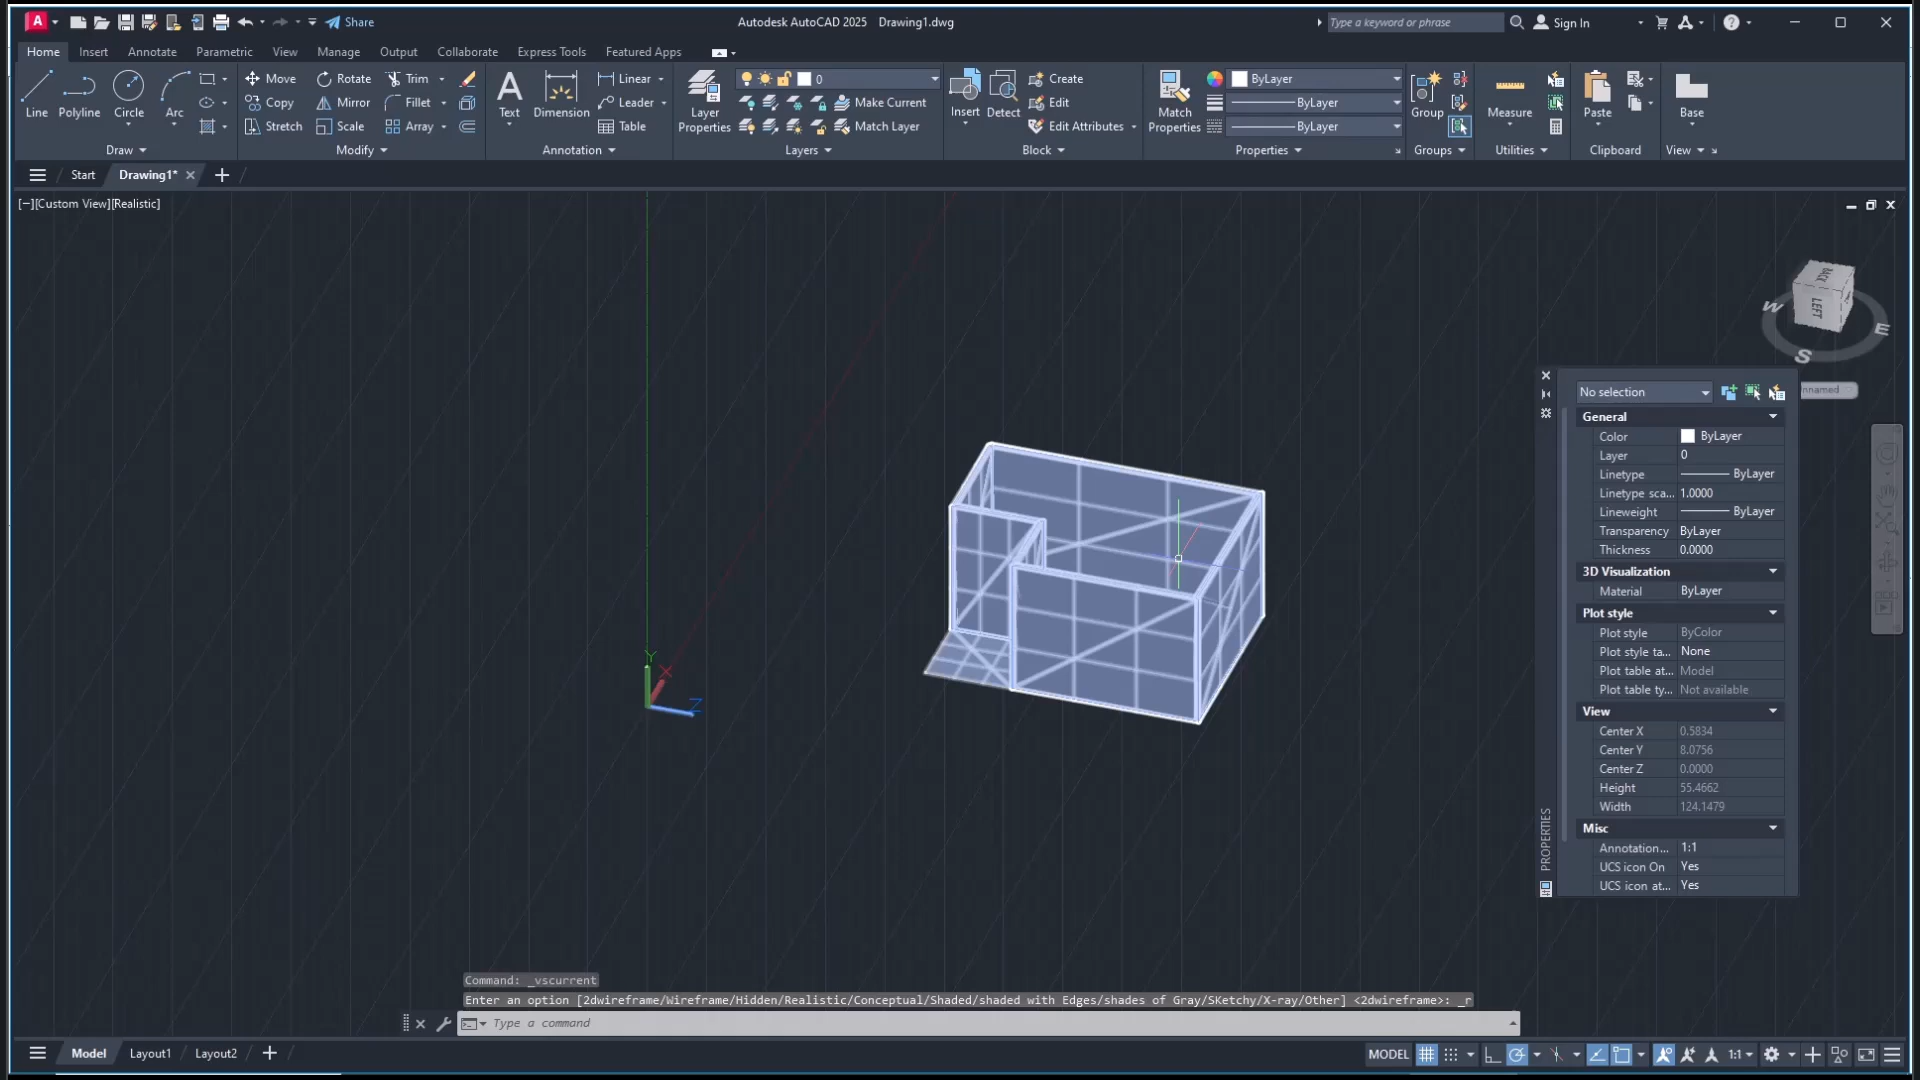 Share
Autodesk AutoCAD 2025 Drawing1.dwg
Type a keyword or phrase
Sign In
Home Insert Annotate Parametric View Manage Output Collaborate Express Tools Featured Apps
Line Polyline Circle Arc
Move Rotate Trim
Copy Mirror Fillet
Stretch Scale Array
Text Dimension
Linear
Leader
Table
Layer Properties
0
Make Current
Match Layer
Insert Detect
Create
Edit
Edit Attributes
Match Properties
ByLayer
ByLayer
ByLayer
Group Measure Paste Base
Draw Modify Annotation Layers Block Properties Groups Utilities Clipboard View
Start Drawing1*
[−][Custom View][Realistic]
BACK
LEFT
W
E
S
Y
X
Z
No selection
nnamed
General
Color ByLayer
Layer 0
Linetype ByLayer
Linetype sca... 1.0000
Lineweight ByLayer
Transparency ByLayer
Thickness 0.0000
3D Visualization
Material ByLayer
Plot style
Plot style ByColor
Plot style ta... None
Plot table at... Model
Plot table ty... Not available
View
Center X 0.5834
Center Y 8.0756
Center Z 0.0000
Height 55.4662
Width 124.1479
Misc
Annotation... 1:1
UCS icon On Yes
UCS icon at... Yes
PROPERTIES
Command: _vscurrent
Enter an option [2dwireframe/Wireframe/Hidden/Realistic/Conceptual/Shaded/shaded with Edges/shades of Gray/SKetchy/X-ray/Other] <2dwireframe>: _r
Type a command
Model Layout1 Layout2
MODEL 1:1